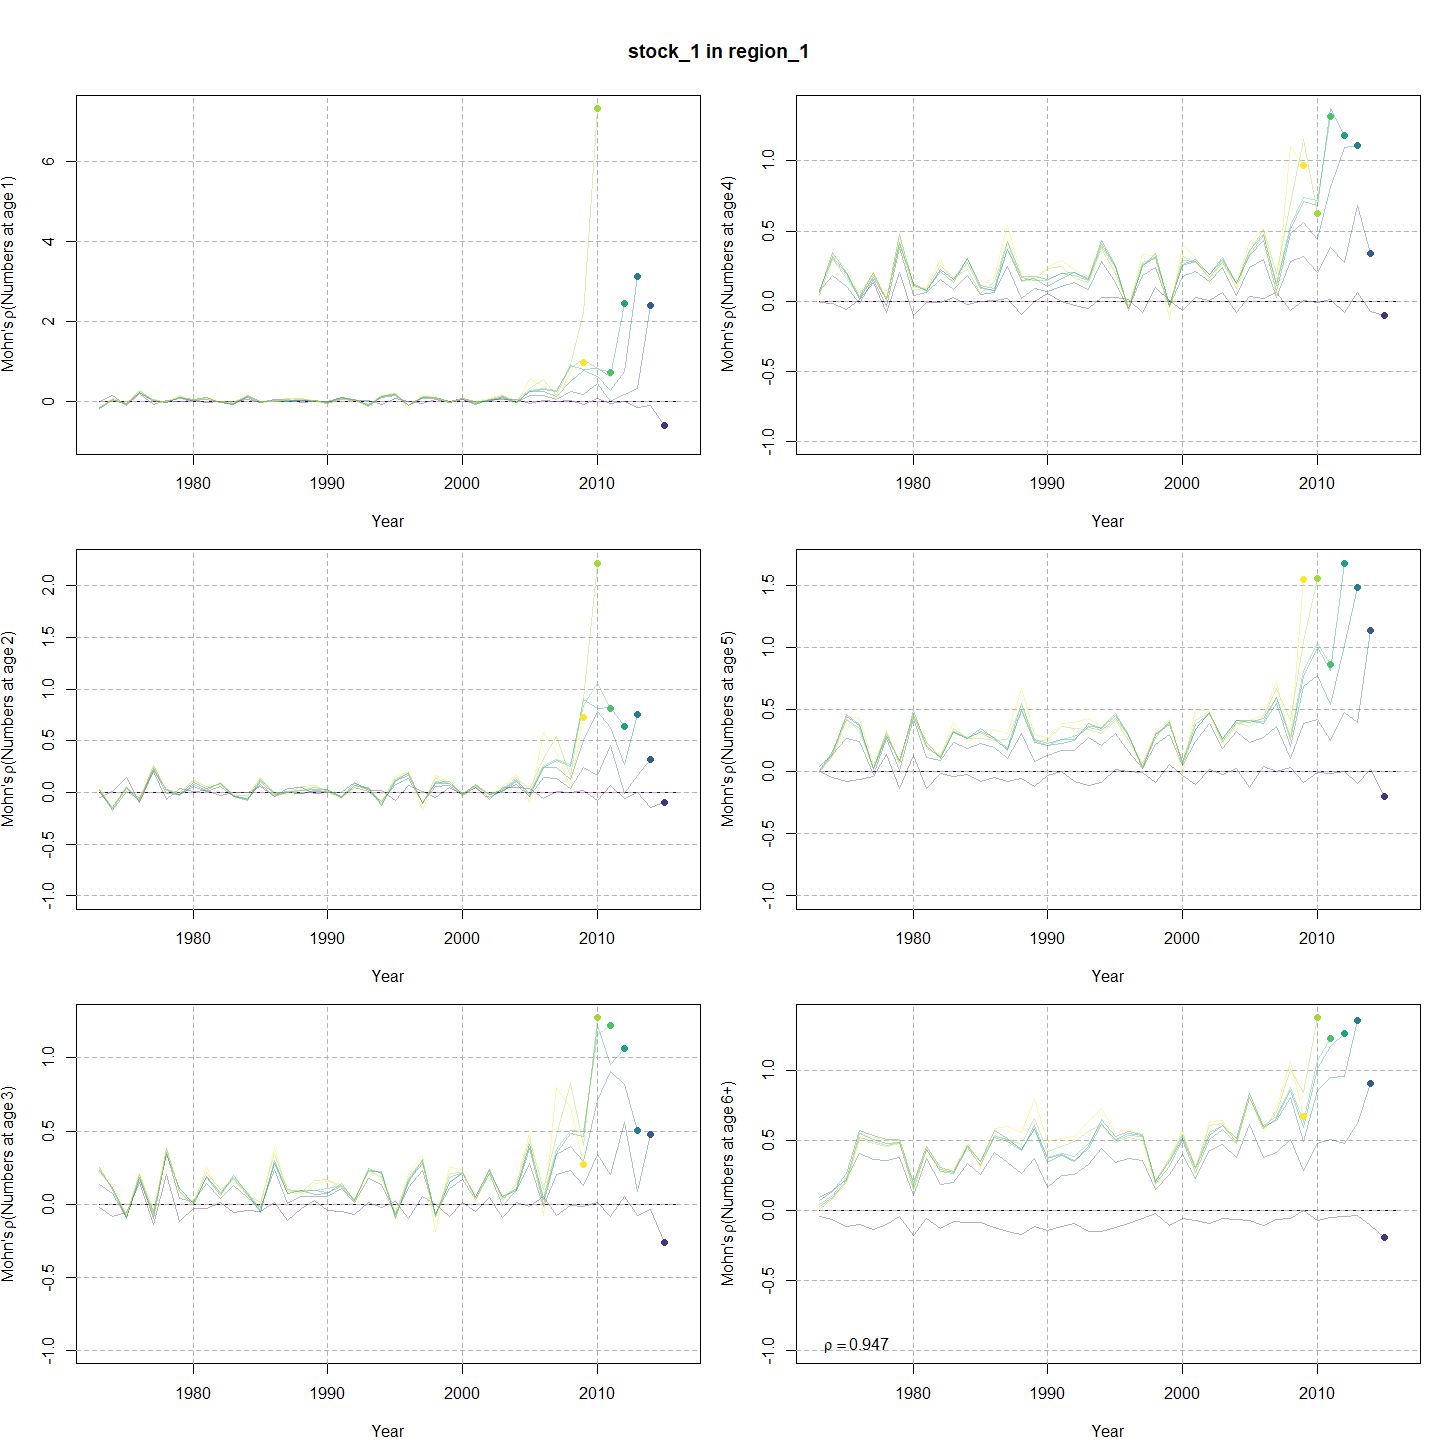 stock_1 in region_1
Mohn's ρ(Numbers at age 1)
0 2 4 6
1980 1990 2000 2010
Year
Mohn's ρ(Numbers at age 4)
-1.0 -0.5 0.0 0.5 1.0
1980 1990 2000 2010
Year
Mohn's ρ(Numbers at age 2)
-1.0 -0.5 0.0 0.5 1.0 1.5 2.0
1980 1990 2000 2010
Year
Mohn's ρ(Numbers at age 5)
-1.0 -0.5 0.0 0.5 1.0 1.5
1980 1990 2000 2010
Year
Mohn's ρ(Numbers at age 3)
-1.0 -0.5 0.0 0.5 1.0
1980 1990 2000 2010
Year
Mohn's ρ(Numbers at age 6+)
-1.0 -0.5 0.0 0.5 1.0
ρ = 0.947
1980 1990 2000 2010
Year